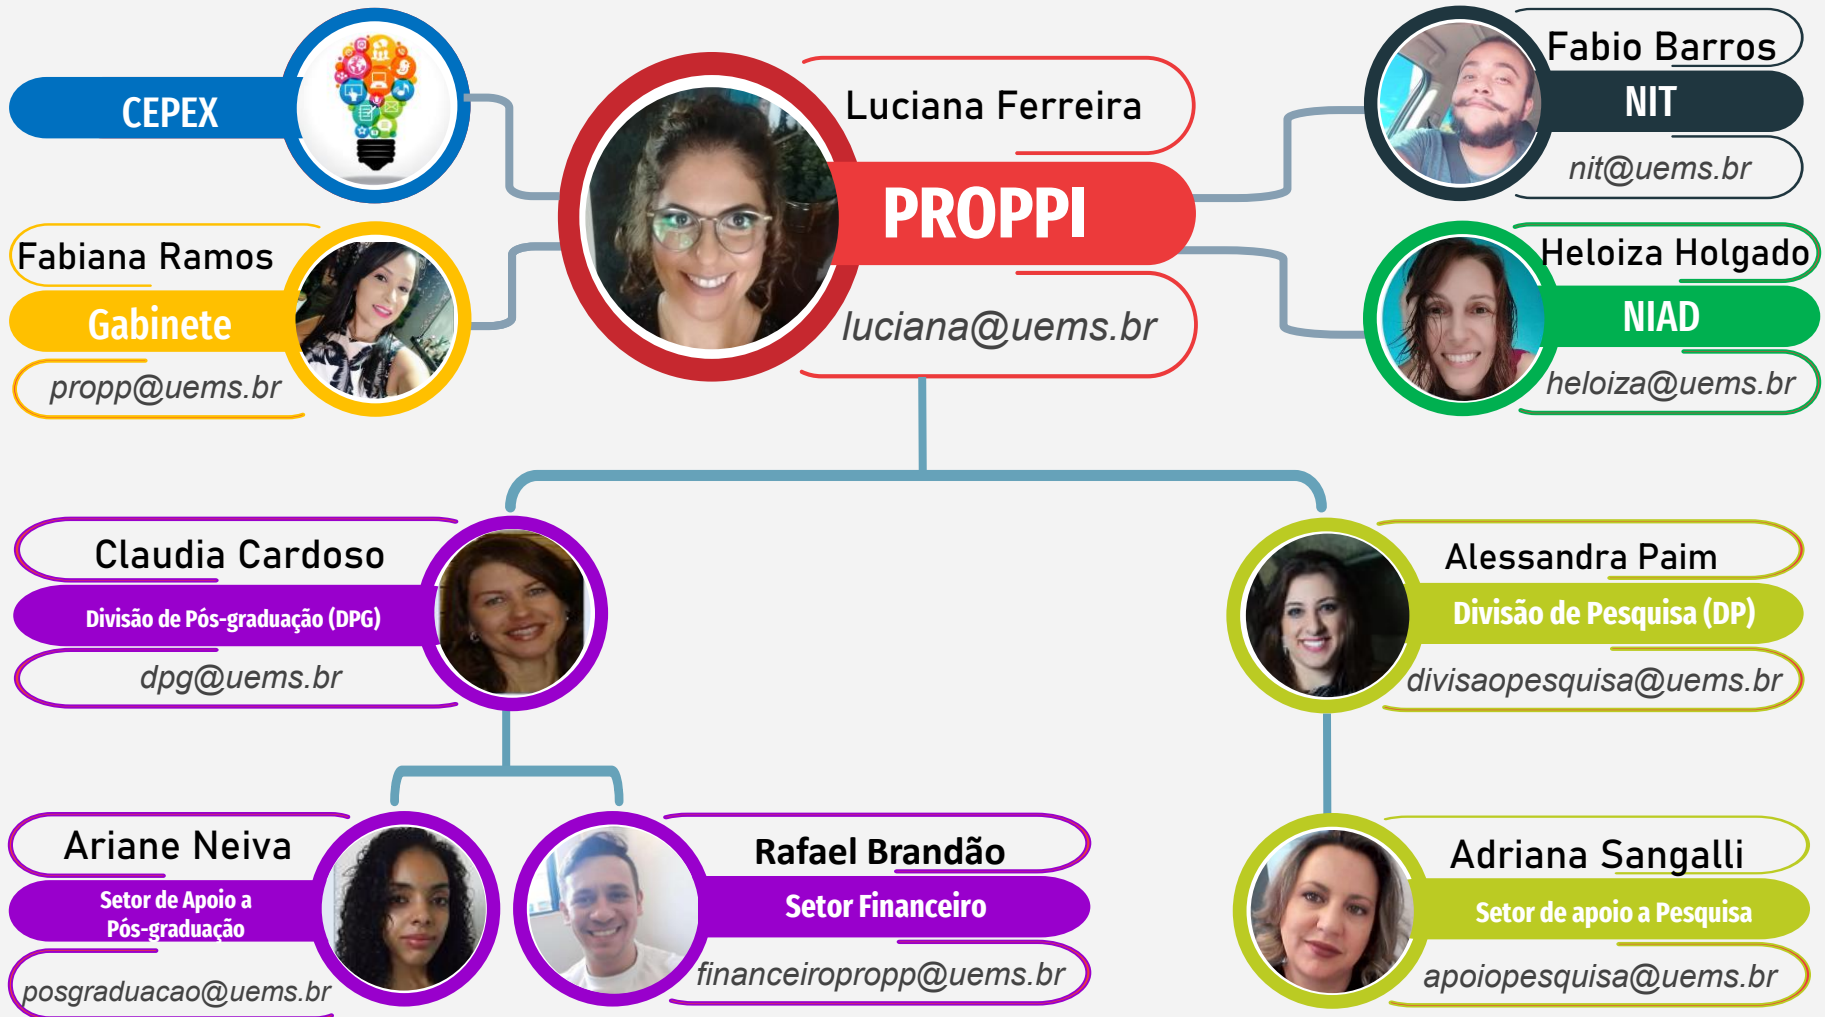 CEPEX
Luciana Ferreira
PROPPI
luciana@uems.br
Fabio Barros
NIT
nit@uems.br
Fabiana Ramos
Gabinete
propp@uems.br
Heloiza Holgado
NIAD
heloiza@uems.br
Claudia Cardoso
Divisão de Pós-graduação (DPG)
dpg@uems.br
Alessandra Paim
Divisão de Pesquisa (DP)
divisaopesquisa@uems.br
Ariane Neiva
Setor de Apoio a
Pós-graduação
posgraduacao@uems.br
Rafael Brandão
Setor Financeiro
financeiropropp@uems.br
Adriana Sangalli
Setor de apoio a Pesquisa
apoiopesquisa@uems.br